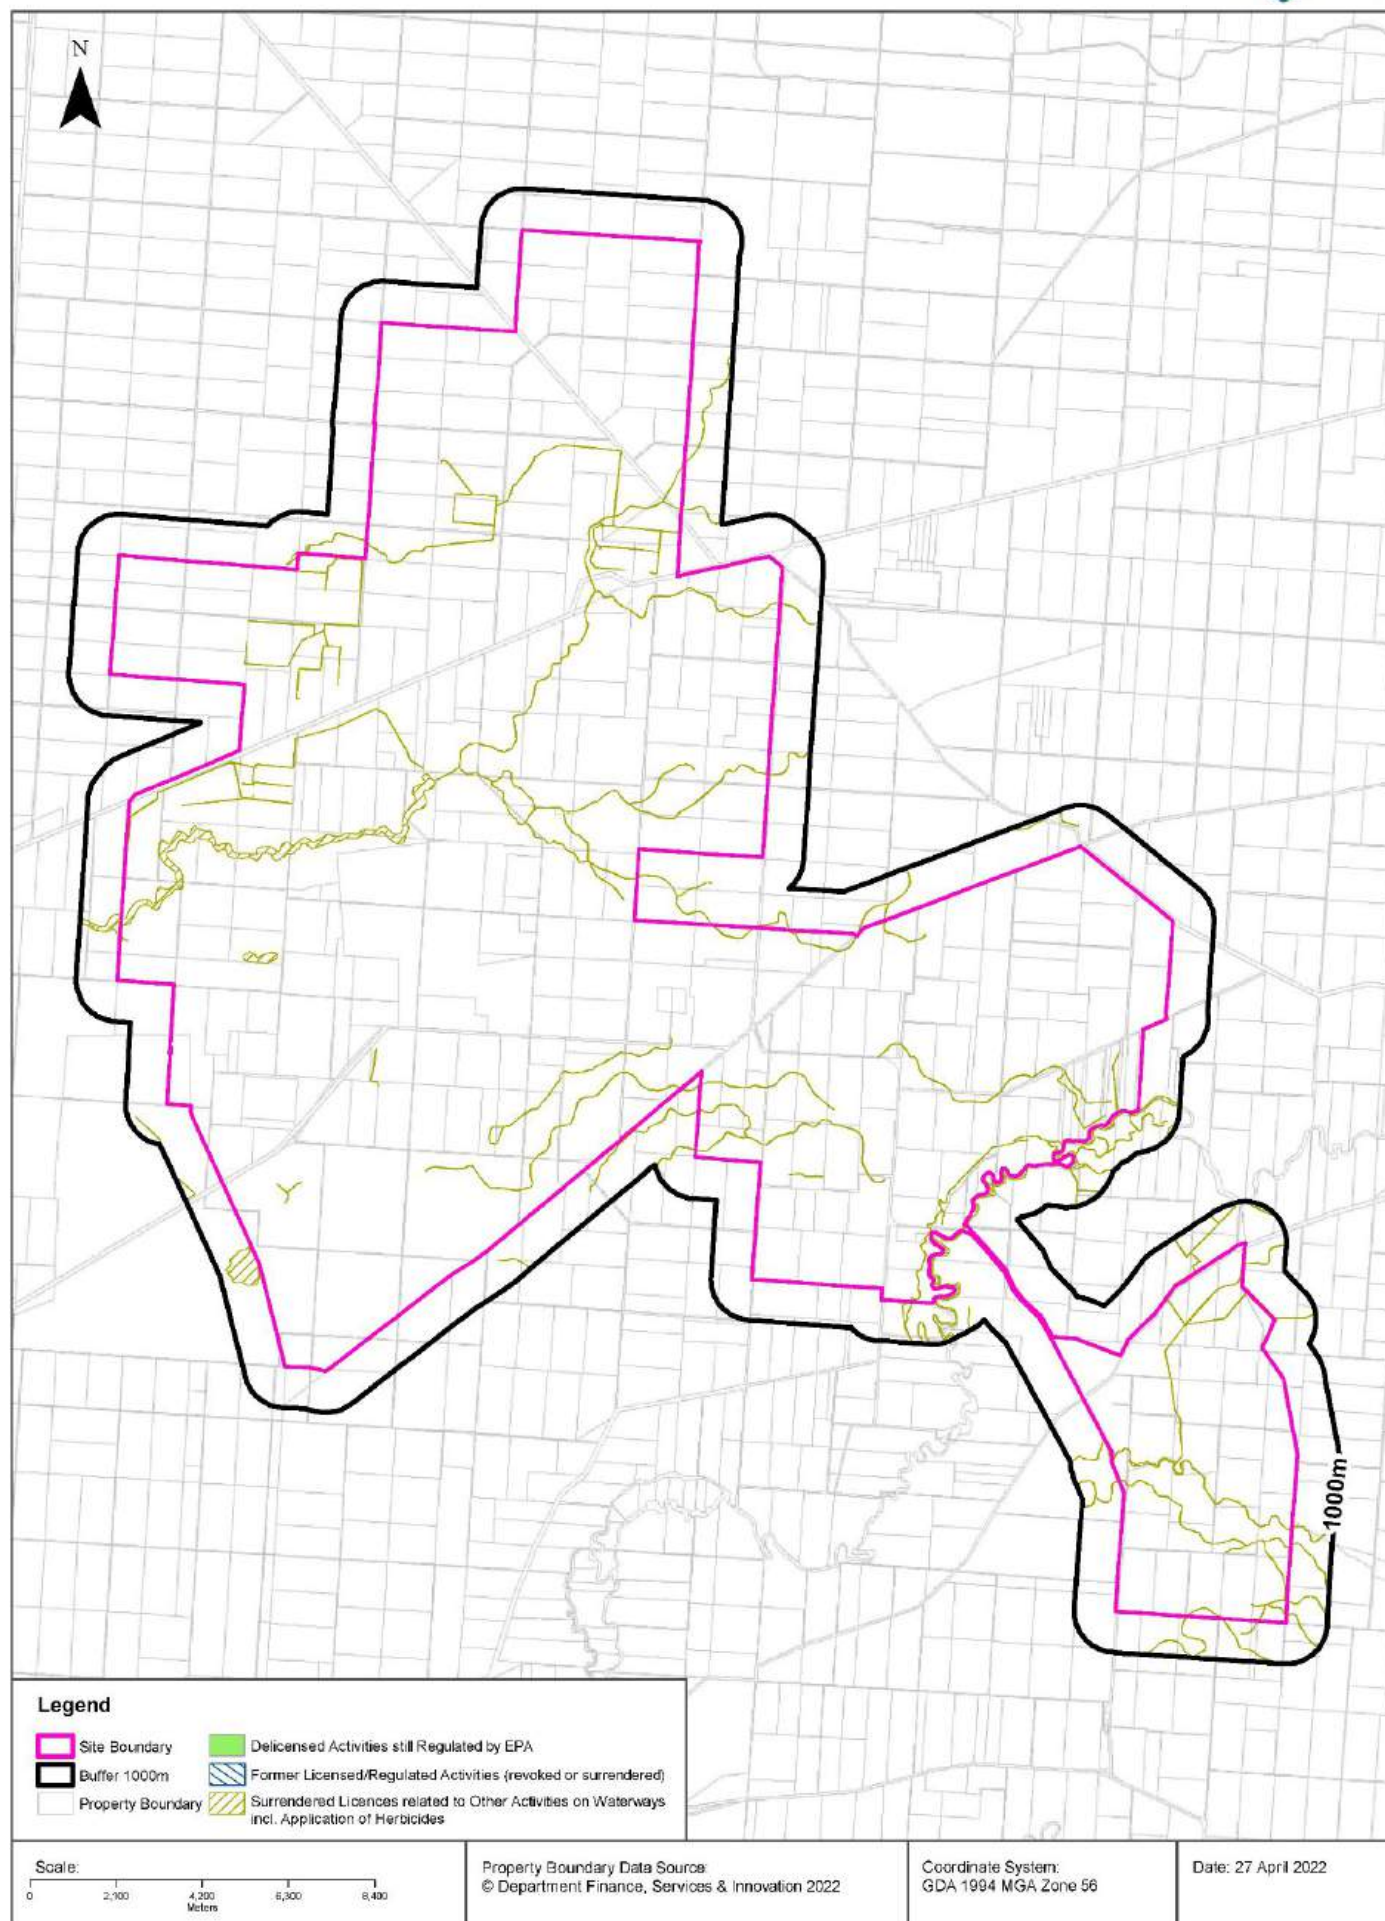 N
1000m
Legend
Site Boundary
Buffer 1000m
Property Boundary
Delicensed Activities still Regulated by EPA
Former Licensed/Regulated Activities (revoked or surrendered)
Surrendered Licences related to Other Activities on Waterways
incl. Application of Herbicides
Scale:
0 2,100 4,200 6,300 8,400
Meters
Property Boundary Data Source:
© Department Finance, Services & Innovation 2022
Coordinate System:
GDA 1994 MGA Zone 56
Date: 27 April 2022